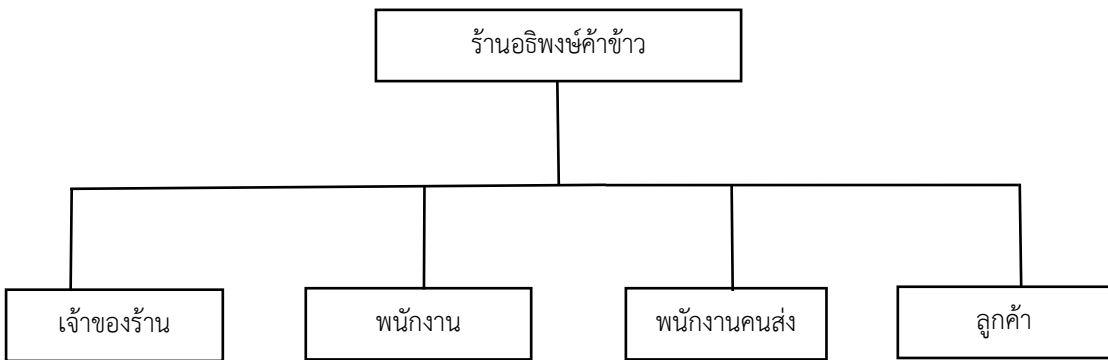 ร้านอธิพงษ์ค้าข้าว
เจ้าของร้าน
พนักงาน
พนักงานคนส่ง
ลูกค้า